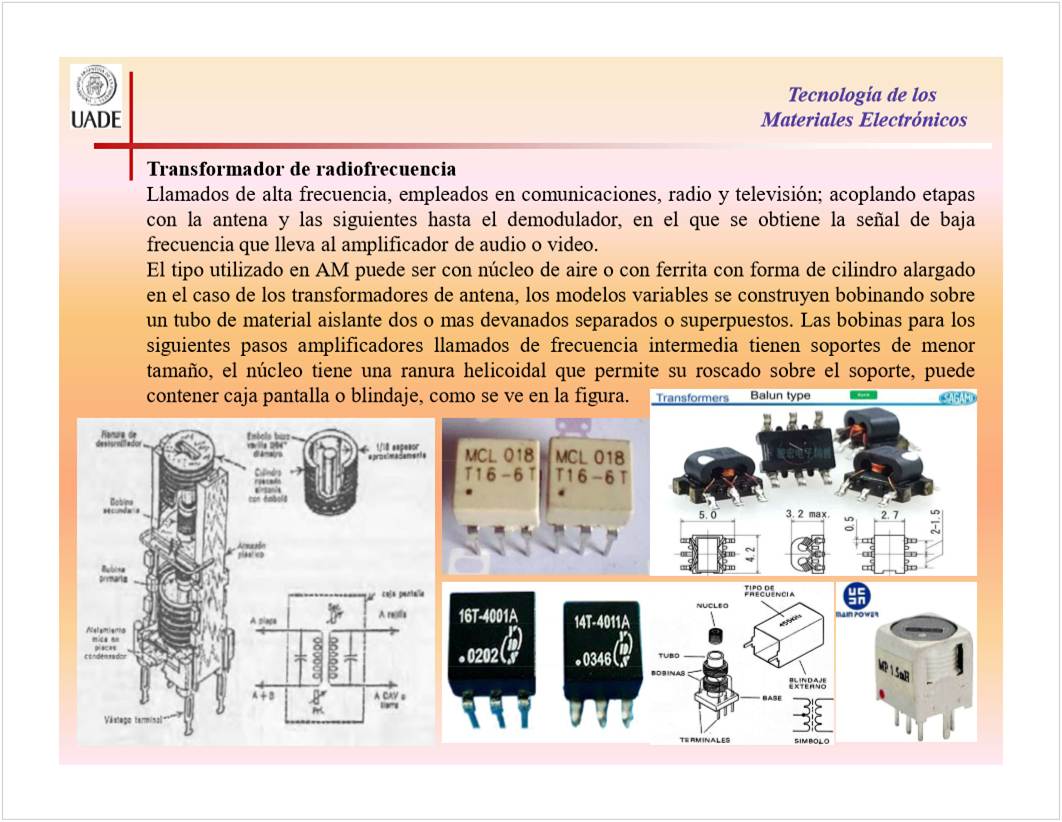 UADE
Tecnología de los
Materiales Electrónicos
Transformador de radiofrecuencia
Llamados de alta frecuencia, empleados en comunicaciones, radio y televisión; acoplando etapas
con la antena y las siguientes hasta el demodulador, en el que se obtiene la señal de baja
frecuencia que lleva al amplificador de audio o video.
El tipo utilizado en AM puede ser con núcleo de aire o con ferrita con forma de cilindro alargado
en el caso de los transformadores de antena, los modelos variables se construyen bobinando sobre
un tubo de material aislante dos o mas devanados separados o superpuestos. Las bobinas para los
siguientes pasos amplificadores llamados de frecuencia intermedia tienen soportes de menor
tamaño, el núcleo tiene una ranura helicoidal que permite su roscado sobre el soporte, puede
contener caja pantalla o blindaje, como se ve en la figura.
Transformers Balun type SAGAMI
Ranura de
destornillador
Bobina
secundaria
Bobina
primaria
Aislamiento
mica en
placas
condensador
Vástago terminal
Armazón
plástico
Embolo bajo
diámetro
1/18 espesor
aproximadamente
Cilindro
roscado
sintonía
con émbolo
caja pantalla
A placa
Sec.
A rejilla
A + B
Pri.
A CAV o
tierra
MCL 018
T16-6T
MCL 018
T16-6T
5.0
4.2
3.2 max.
0.5
2.7
2-1.5
16T-4001A
.0202
14T-4011A
.0346
TIPO DE
FRECUENCIA
NUCLEO
455KHz
TUBO
BOBINAS
BLINDAJE
EXTERNO
BASE
TERMINALES
SIMBOLO
MAIN POWER
MP 1.5mH